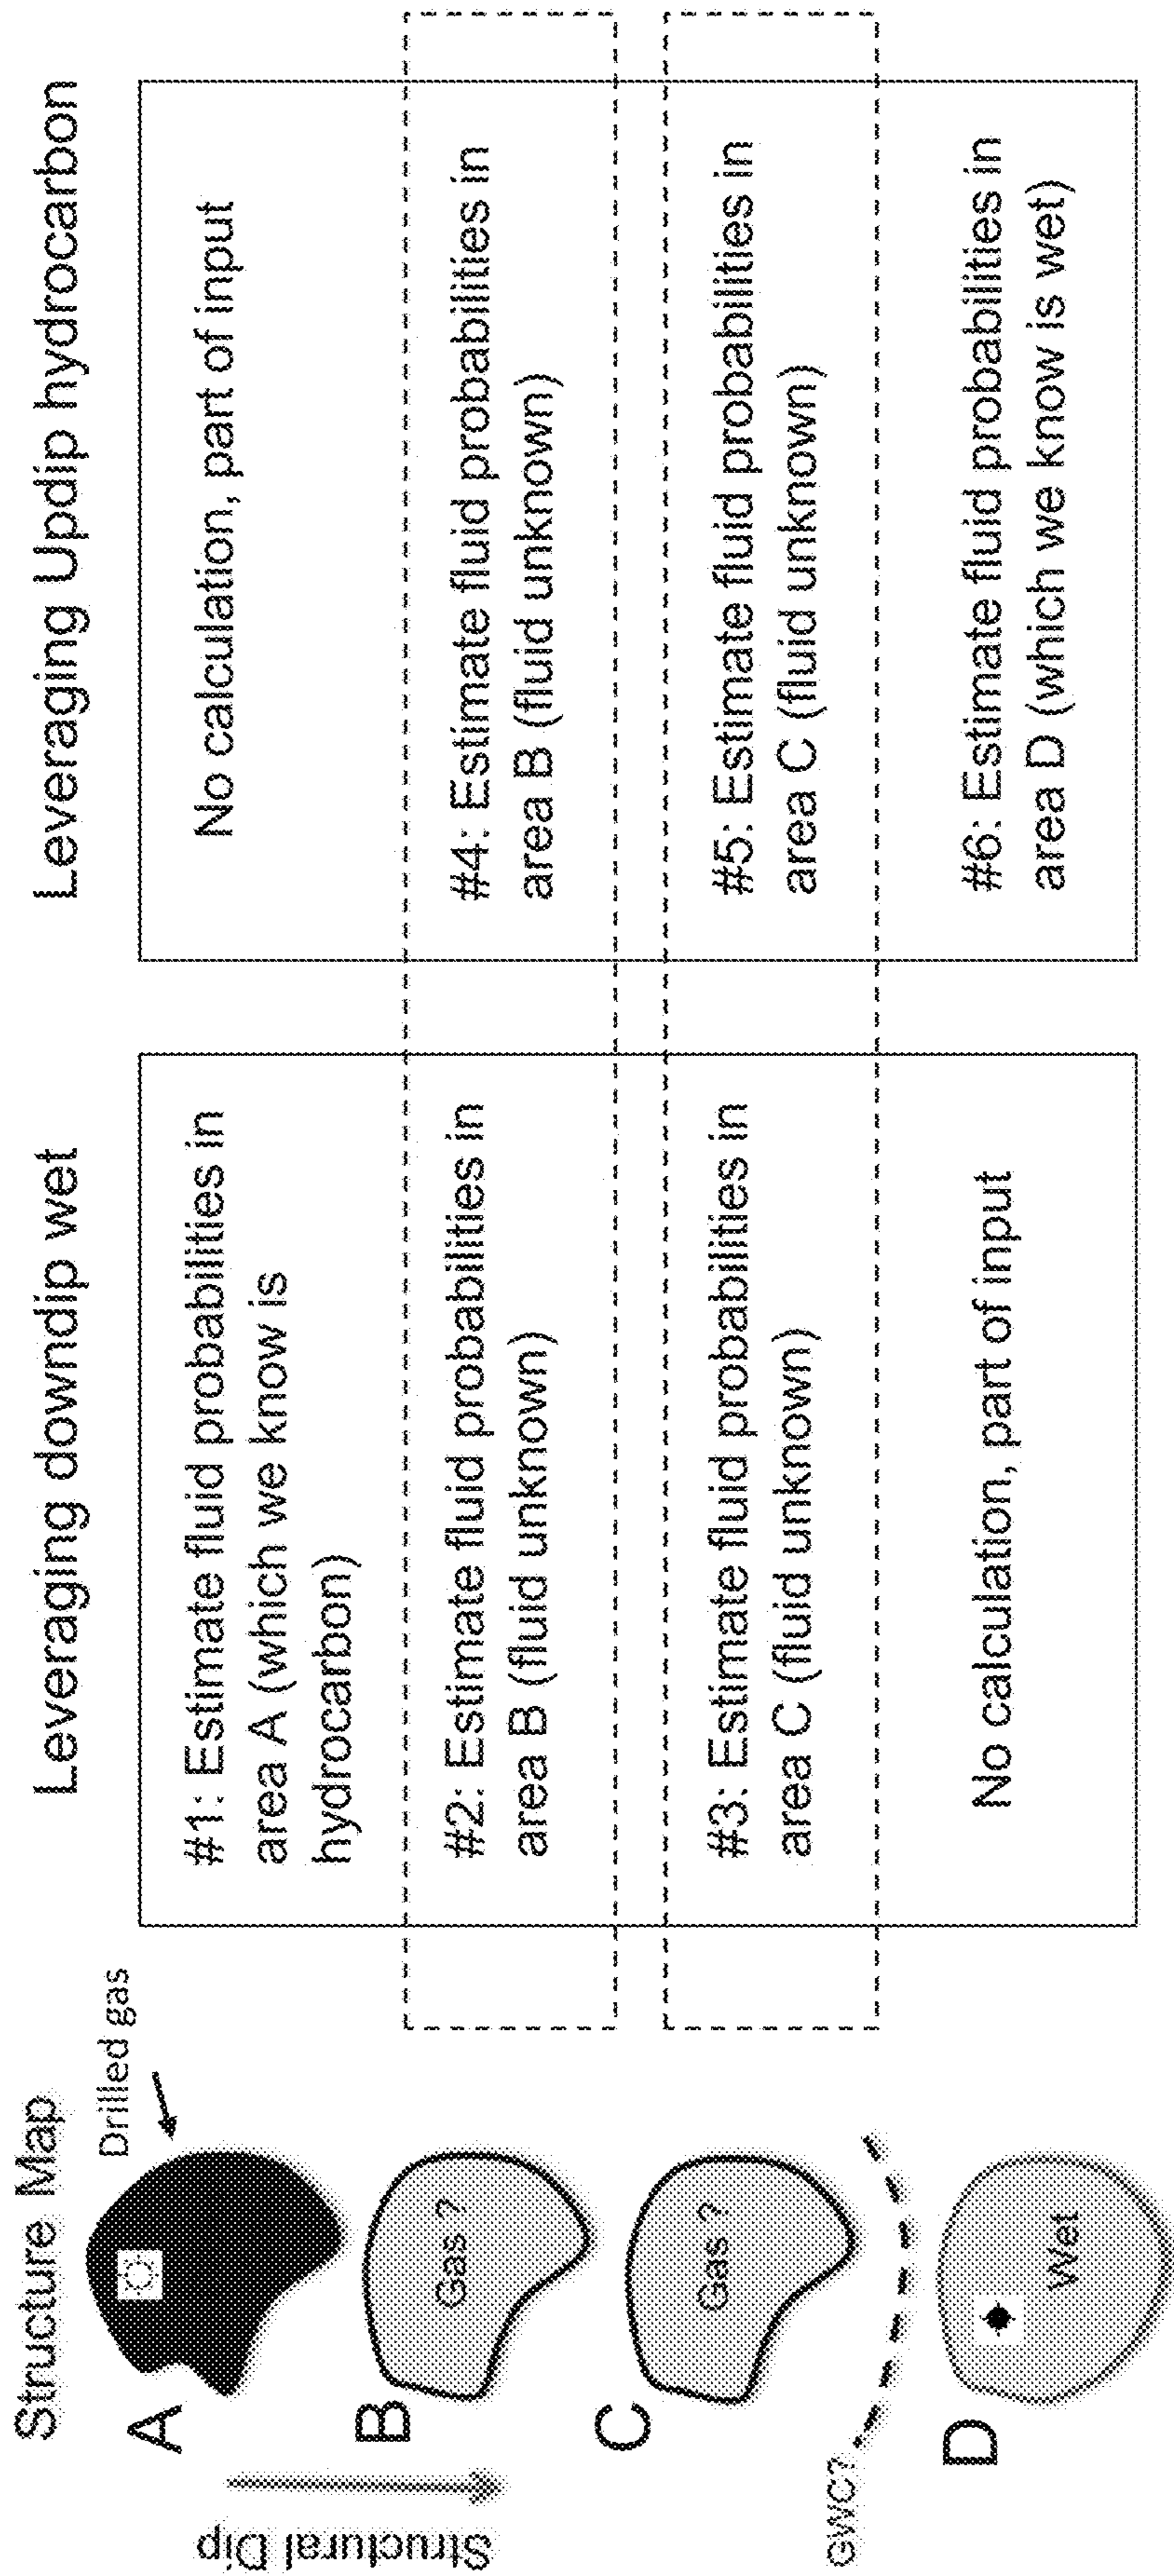 Structure Map
Drilled gas
Structural Dip
A
B
Gas ?
C
Gas ?
GWC?
D
Wet
Leveraging downdip wet
#1: Estimate fluid probabilities in
area A (which we know is
hydrocarbon)
#2: Estimate fluid probabilities in
area B (fluid unknown)
#3: Estimate fluid probabilities in
area C (fluid unknown)
No calculation, part of input
Leveraging Updip hydrocarbon
No calculation, part of input
#4: Estimate fluid probabilities in
area B (fluid unknown)
#5: Estimate fluid probabilities in
area C (fluid unknown)
#6: Estimate fluid probabilities in
area D (which we know is wet)